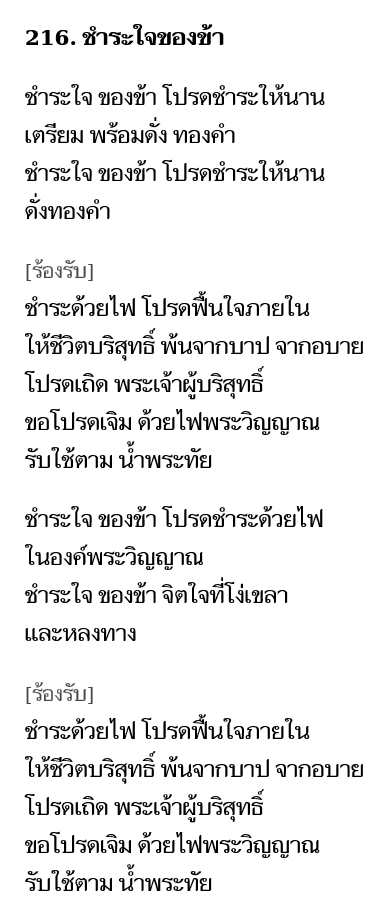 216. ชำระใจของข้า
ชำระใจ ของข้า โปรดชำระให้นาน
เตรียม พร้อมดั่ง ทองคำ
ชำระใจ ของข้า โปรดชำระให้นาน
ดั่งทองคำ
[ร้องรับ]
ชำระด้วยไฟ โปรดฟื้นใจภายใน
ให้ชีวิตบริสุทธิ์ พ้นจากบาป จากอบาย
โปรดเถิด พระเจ้าผู้บริสุทธิ์
ขอโปรดเจิม ด้วยไฟพระวิญญาณ
รับใช้ตาม น้ำพระทัย
ชำระใจ ของข้า โปรดชำระด้วยไฟ
ในองค์พระวิญญาณ
ชำระใจ ของข้า จิตใจที่โง่เขลา
และหลงทาง
[ร้องรับ]
ชำระด้วยไฟ โปรดฟื้นใจภายใน
ให้ชีวิตบริสุทธิ์ พ้นจากบาป จากอบาย
โปรดเถิด พระเจ้าผู้บริสุทธิ์
ขอโปรดเจิม ด้วยไฟพระวิญญาณ
รับใช้ตาม น้ำพระทัย